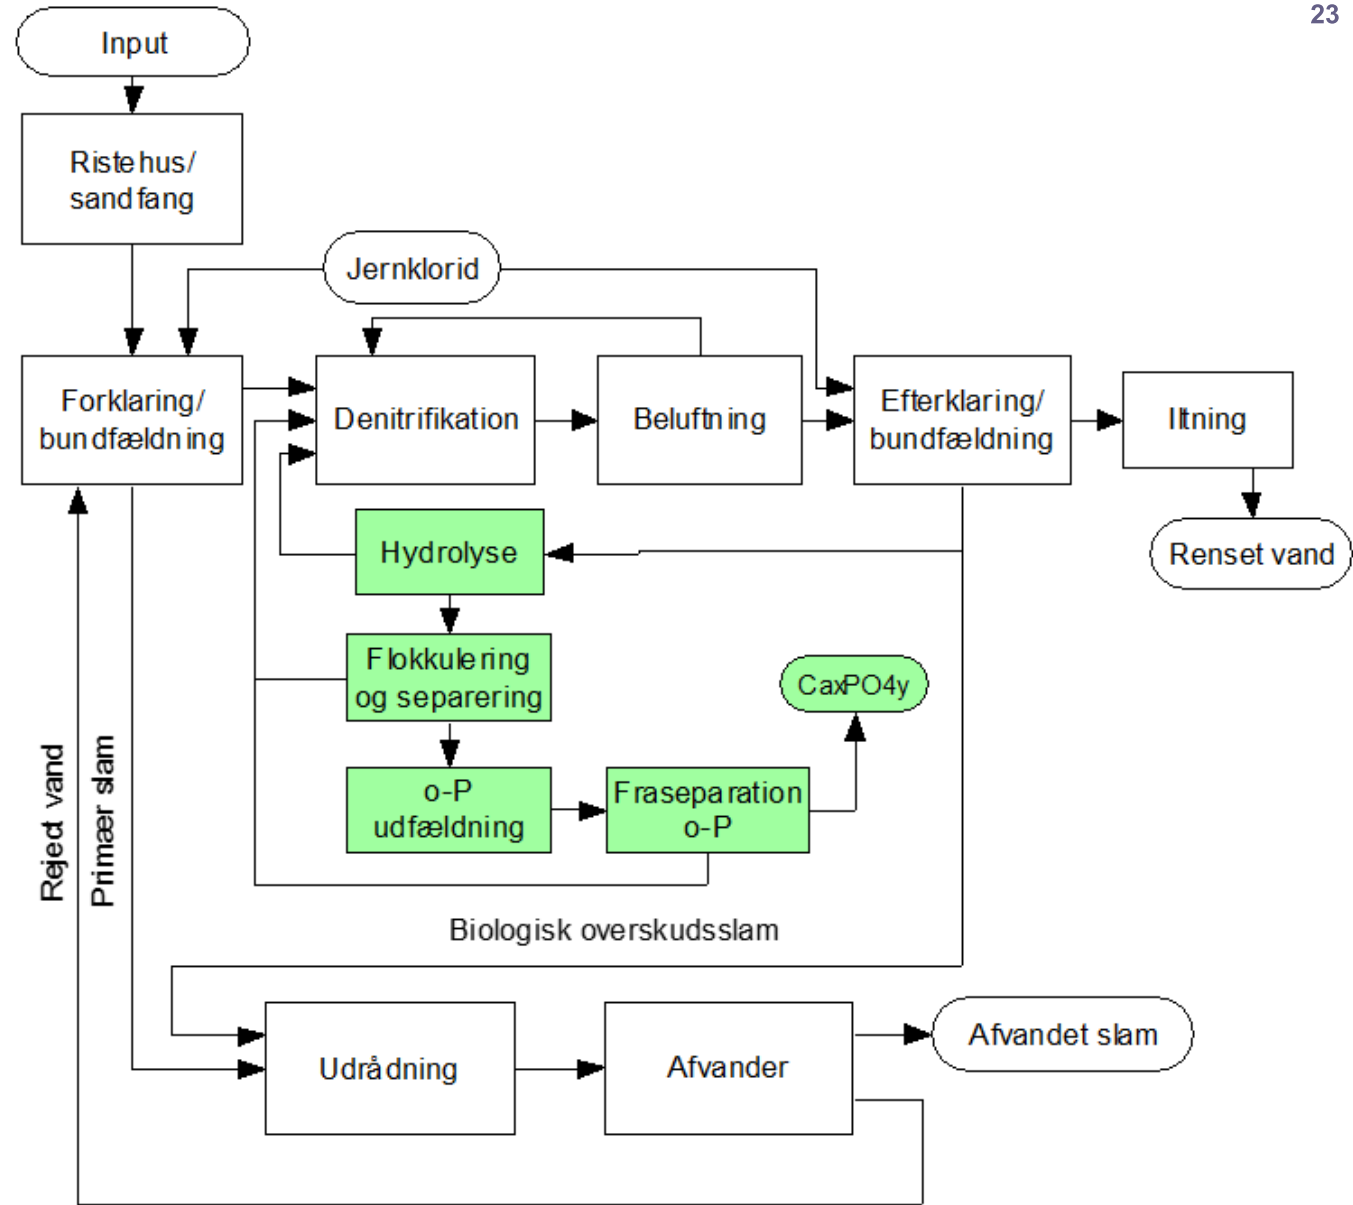 23
Input
Ristehus/
sandfang
Jernklorid
Forklaring/
bundfældning
Denitrifikation
Beluftning
Efterklaring/
bundfældning
Iltning
Hydrolyse
Renset vand
Flokkulering
og separering
CaxPO4y
o-P
udfældning
Fraseparation
o-P
Rejed vand
Primær slam
Biologisk overskudsslam
Udrådning
Afvander
Afvandet slam